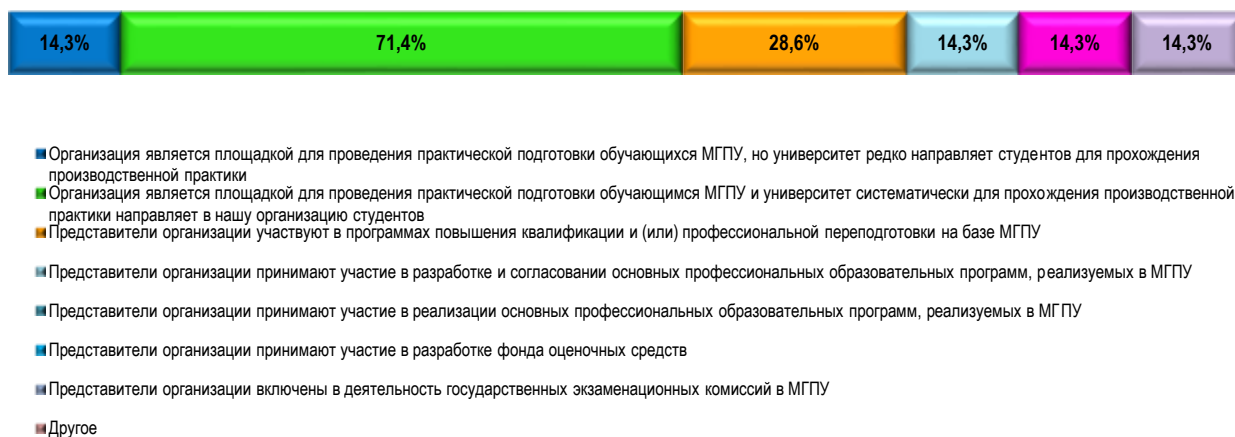 14,3% 71,4% 28,6% 14,3% 14,3% 14,3%
Организация является площадкой для проведения практической подготовки обучающихся МГПУ, но университет редко направляет студентов для прохождения
производственной практики
Организация является площадкой для проведения практической подготовки обучающимся МГПУ и университет систематически для прохождения производственной
практики направляет в нашу организацию студентов
Представители организации участвуют в программах повышения квалификации и (или) профессиональной переподготовки на базе МГПУ
Представители организации принимают участие в разработке и согласовании основных профессиональных образовательных программ, реализуемых в МГПУ
Представители организации принимают участие в реализации основных профессиональных образовательных программ, реализуемых в МГПУ
Представители организации принимают участие в разработке фонда оценочных средств
Представители организации включены в деятельность государственных экзаменационных комиссий в МГПУ
Другое